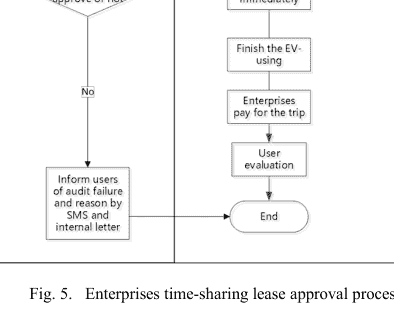 approve or not
immediately
Finish the EV-
using
No
Enterprises
pay for the trip
User
evaluation
Inform users
of audit failure
and reason by
SMS and
internal letter
End
Fig. 5. Enterprises time-sharing lease approval proces